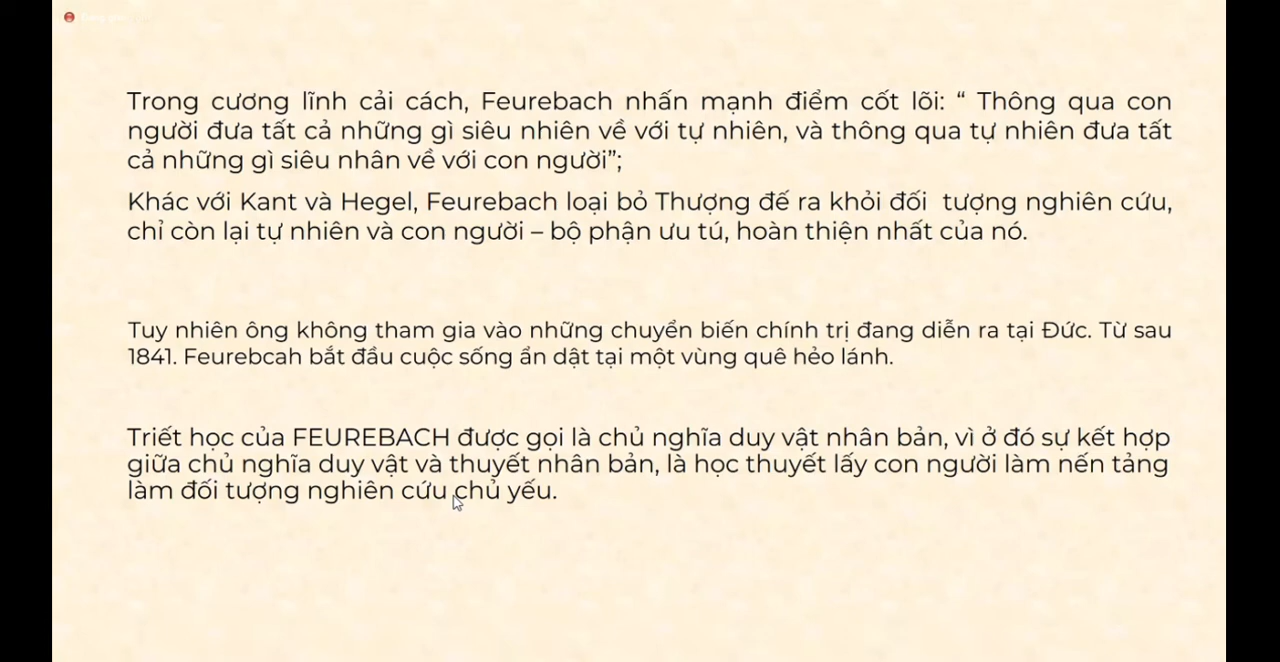 Trong cương lĩnh cải cách, Feurebach nhấn mạnh điểm cốt lõi: “ Thông qua con
người đưa tất cả những gì siêu nhiên về với tự nhiên, và thông qua tự nhiên đưa tất
cả những gì siêu nhân về với con người”;
Khác với Kant và Hegel, Feurebach loại bỏ Thượng đế ra khỏi đối tượng nghiên cứu,
chỉ còn lại tự nhiên và con người – bộ phận ưu tú, hoàn thiện nhất của nó.
Tuy nhiên ông không tham gia vào những chuyển biến chính trị đang diễn ra tại Đức. Từ sau
1841. Feurebcah bắt đầu cuộc sống ẩn dật tại một vùng quê hẻo lánh.
Triết học của FEUREBACH được gọi là chủ nghĩa duy vật nhân bản, vì ở đó sự kết hợp
giữa chủ nghĩa duy vật và thuyết nhân bản, là học thuyết lấy con người làm nến tảng
làm đối tượng nghiên cứu chủ yếu.